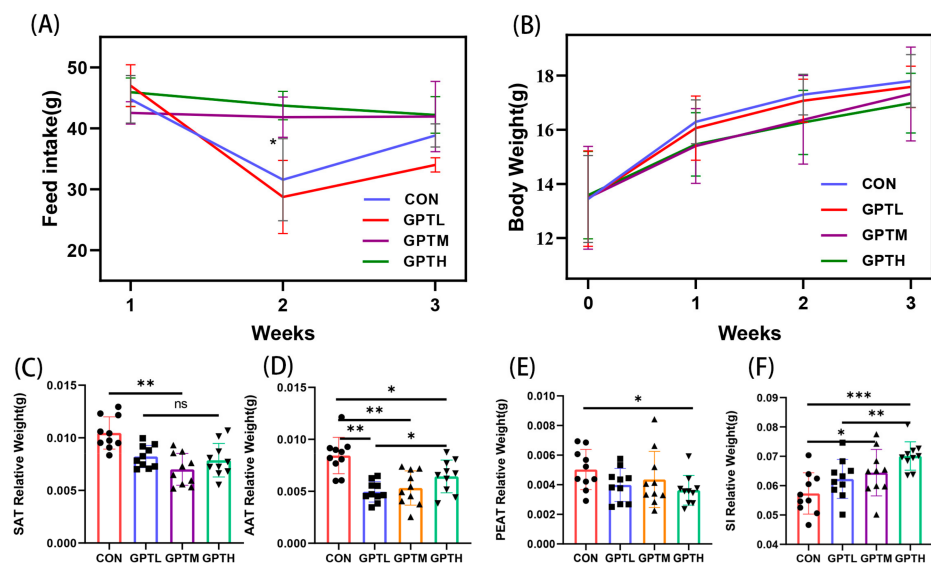 (A)
Feed intake(g)
50
40
30
20
*
CON
GPTL
GPTM
GPTH
1
2
3
Weeks
(B)
Body Weight(g)
18
16
14
12
CON
GPTL
GPTM
GPTH
0
1
2
3
Weeks
(C)
SAT Relative Weight(g)
0.015
0.010
0.005
0.000
**
ns
CON GPTL GPTM GPTH
(D)
AAT Relative Weight(g)
0.015
0.010
0.005
0.000
*
**
**
*
CON GPTL GPTM GPTH
(E)
PEAT Relative Weight(g)
0.010
0.008
0.006
0.004
0.002
0.000
*
CON GPTL GPTM GPTH
(F)
SI Relative Weight(g)
0.09
0.08
0.07
0.06
0.05
0.04
***
**
*
CON GPTL GPTM GPTH